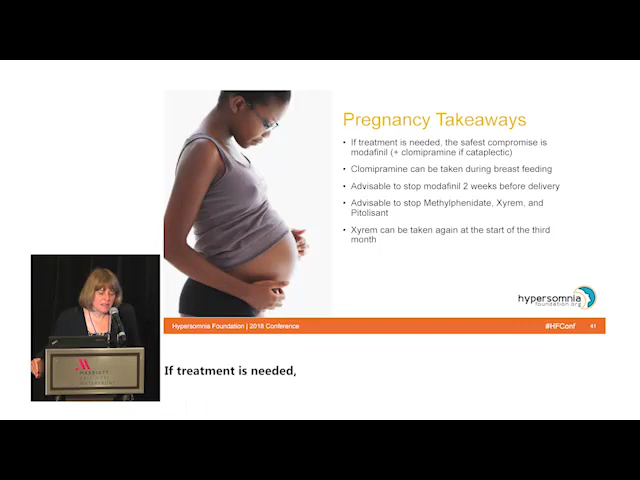 Pregnancy Takeaways
• If treatment is needed, the safest compromise is
modafinil (+ clomipramine if cataplectic)
• Clomipramine can be taken during breast feeding
• Advisable to stop modafinil 2 weeks before delivery
• Advisable to stop Methylphenidate, Xyrem, and
Pitolisant
• Xyrem can be taken again at the start of the third
month
hypersomnia
foundation.org
Hypersomnia Foundation | 2018 Conference
#HFConf
41
MARRIOTT
If treatment is needed,